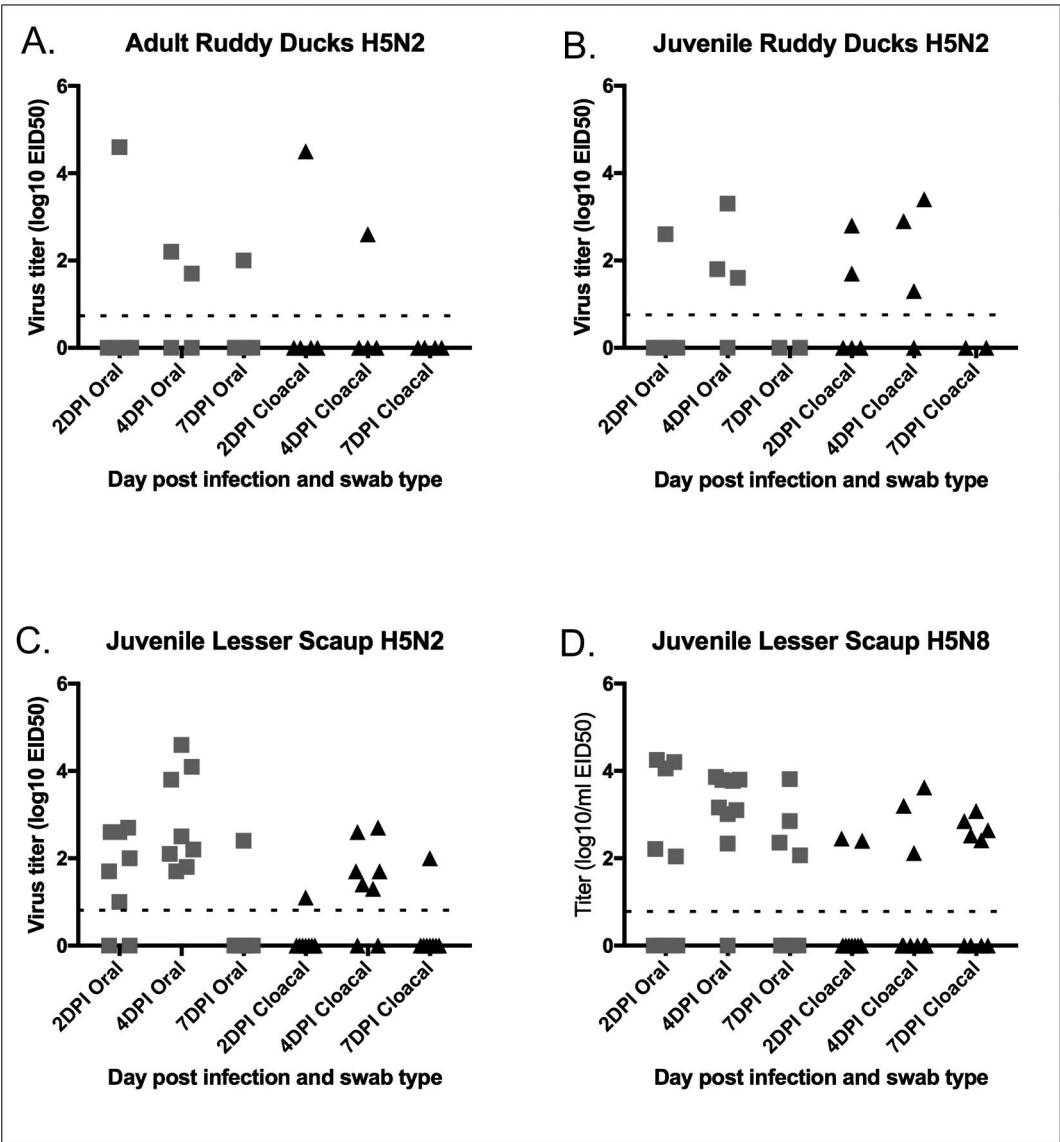 A.
Adult Ruddy Ducks H5N2
Virus titer (log10 EID50)
6
4
2
0
2DPI Oral
4DPI Oral
7DPI Oral
2DPI Cloacal
4DPI Cloacal
7DPI Cloacal
Day post infection and swab type
B.
Juvenile Ruddy Ducks H5N2
Virus titer (log10 EID50)
6
4
2
0
2DPI Oral
4DPI Oral
7DPI Oral
2DPI Cloacal
4DPI Cloacal
7DPI Cloacal
Day post infection and swab type
C.
Juvenile Lesser Scaup H5N2
Virus titer (log10 EID50)
6
4
2
0
2DPI Oral
4DPI Oral
7DPI Oral
2DPI Cloacal
4DPI Cloacal
7DPI Cloacal
Day post infection and swab type
D.
Juvenile Lesser Scaup H5N8
Titer (log10/ml EID50)
6
4
2
0
2DPI Oral
4DPI Oral
7DPI Oral
2DPI Cloacal
4DPI Cloacal
7DPI Cloacal
Day post infection and swab type